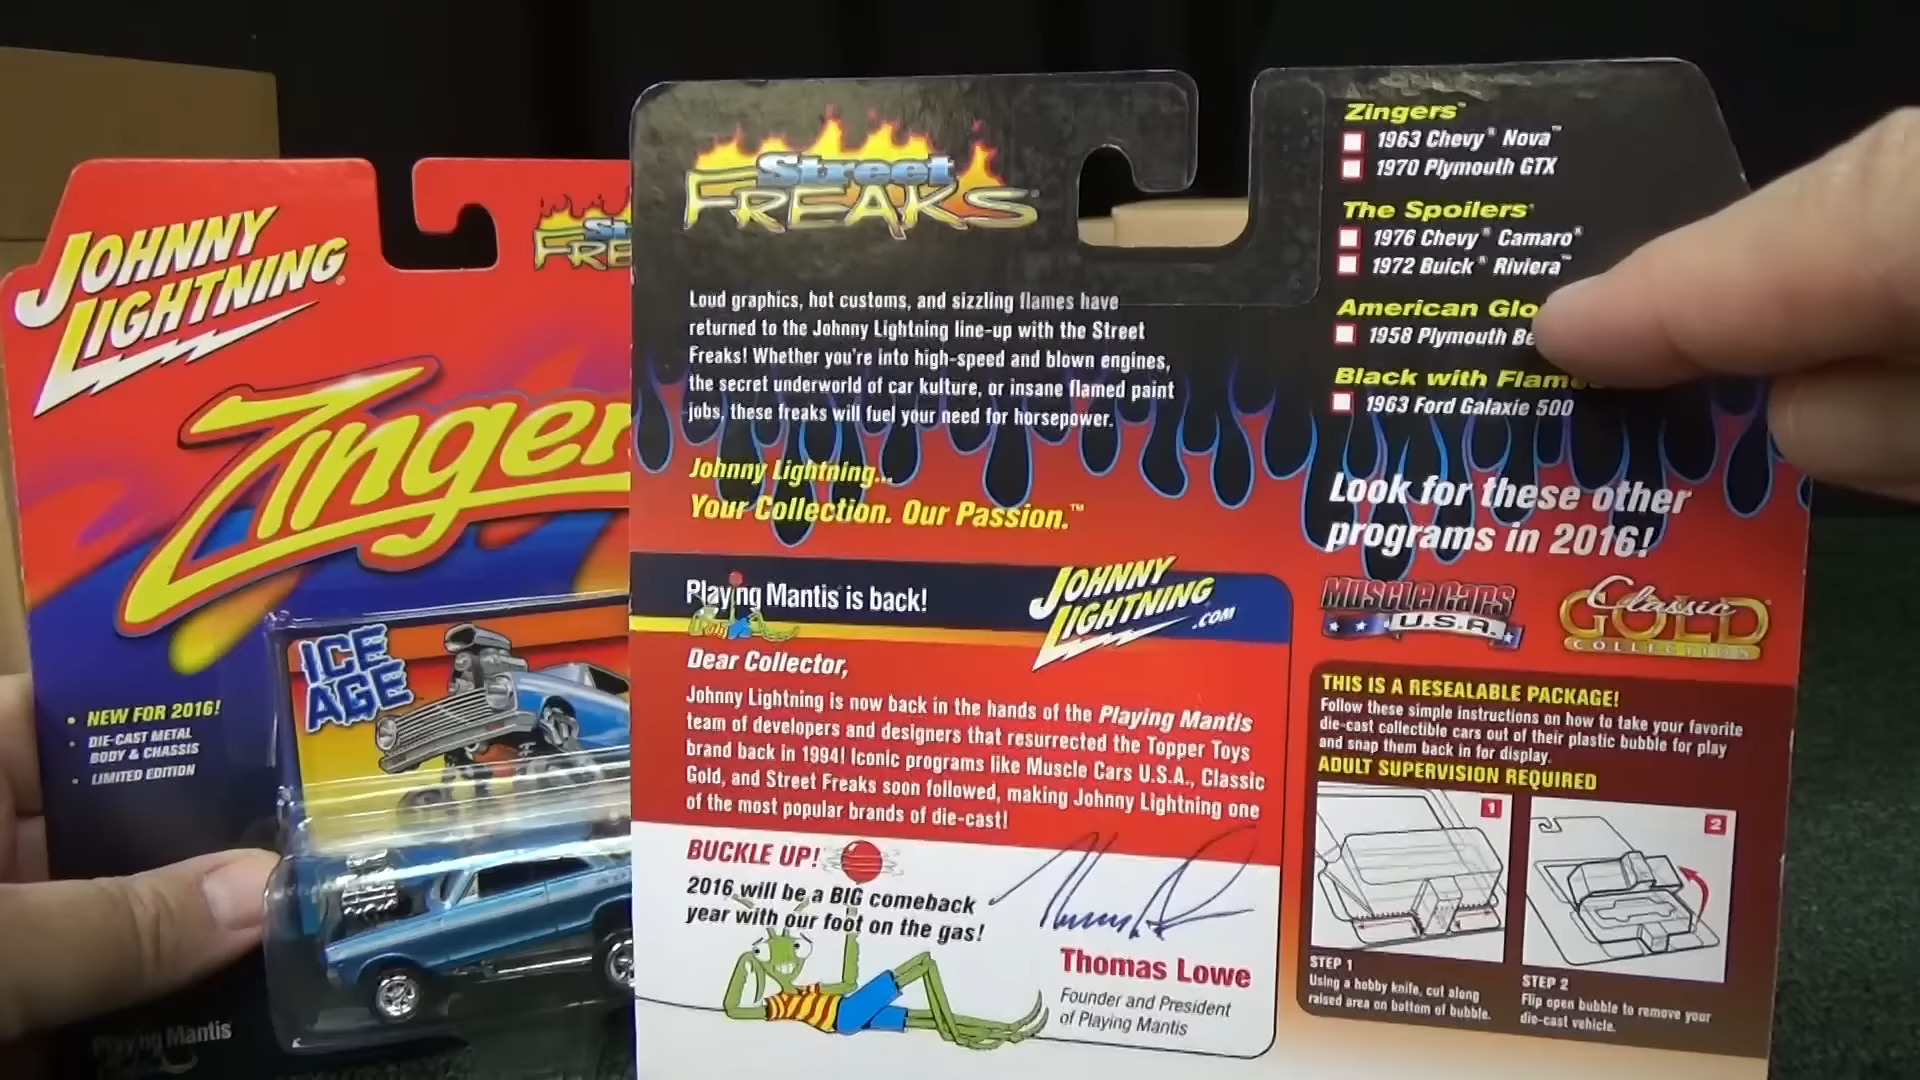 JOHNNY
LIGHTNING
Zinger
• NEW FOR 2016!
• DIE-CAST METAL
BODY & CHASSIS
• LIMITED EDITION
ICE
AGE
Playing Mantis
Street
FREAKS
Loud graphics, hot customs, and sizzling flames have
returned to the Johnny Lightning line-up with the Street
Freaks! Whether you're into high-speed and blown engines,
the secret underworld of car kulture, or insane flamed paint
jobs, these freaks will fuel your need for horsepower.
Johnny Lightning...
Your Collection. Our Passion.™
Playing Mantis is back!
JOHNNY
LIGHTNING
.COM
Dear Collector,
Johnny Lightning is now back in the hands of the Playing Mantis
team of developers and designers that resurrected the Topper Toys
brand back in 1994! Iconic programs like Muscle Cars U.S.A., Classic
Gold, and Street Freaks soon followed, making Johnny Lightning one
of the most popular brands of die-cast!
BUCKLE UP!
2016 will be a BIG comeback
year with our foot on the gas!
Thomas Lowe
Founder and President
of Playing Mantis
Zingers™
1963 Chevy® Nova™
1970 Plymouth GTX
The Spoilers®
1976 Chevy® Camaro®
1972 Buick® Riviera™
American
1958 Plymouth
Black with
1963 Ford Galaxie 500
Look for these other
programs in 2016!
MUSCLE CARS
U.S.A.
Classic
GOLD
COLLECTION
THIS IS A RESEALABLE PACKAGE!
Follow these simple instructions on how to take your favorite
die-cast collectible cars out of their plastic bubble for play
and snap them back in for display.
ADULT SUPERVISION REQUIRED
1
2
STEP 1
Using a hobby knife, cut along
raised area on bottom of bubble.
STEP 2
Flip open bubble to remove your
die-cast vehicle.